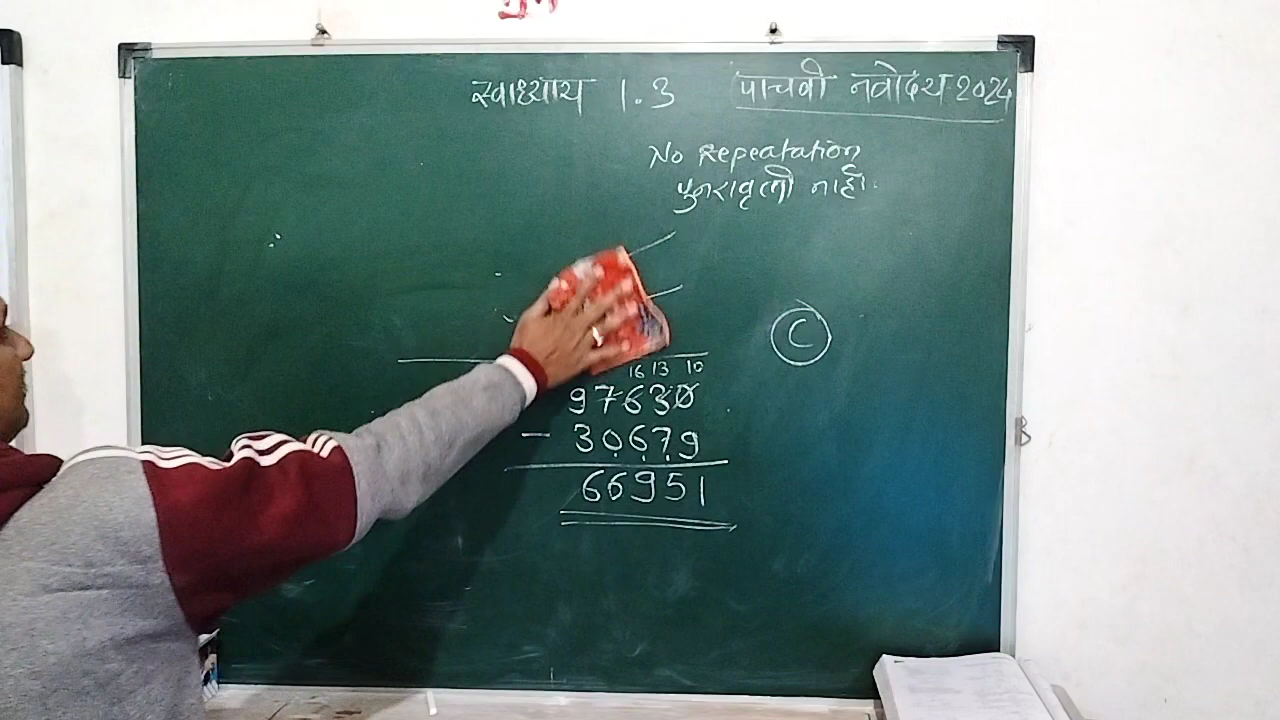 स्वाध्याय 1.3 पाचवी नवोदय 2024
No Repeatation
पुनरावृत्ती नाही.
C
16 13 10
97630
- 30679
66951